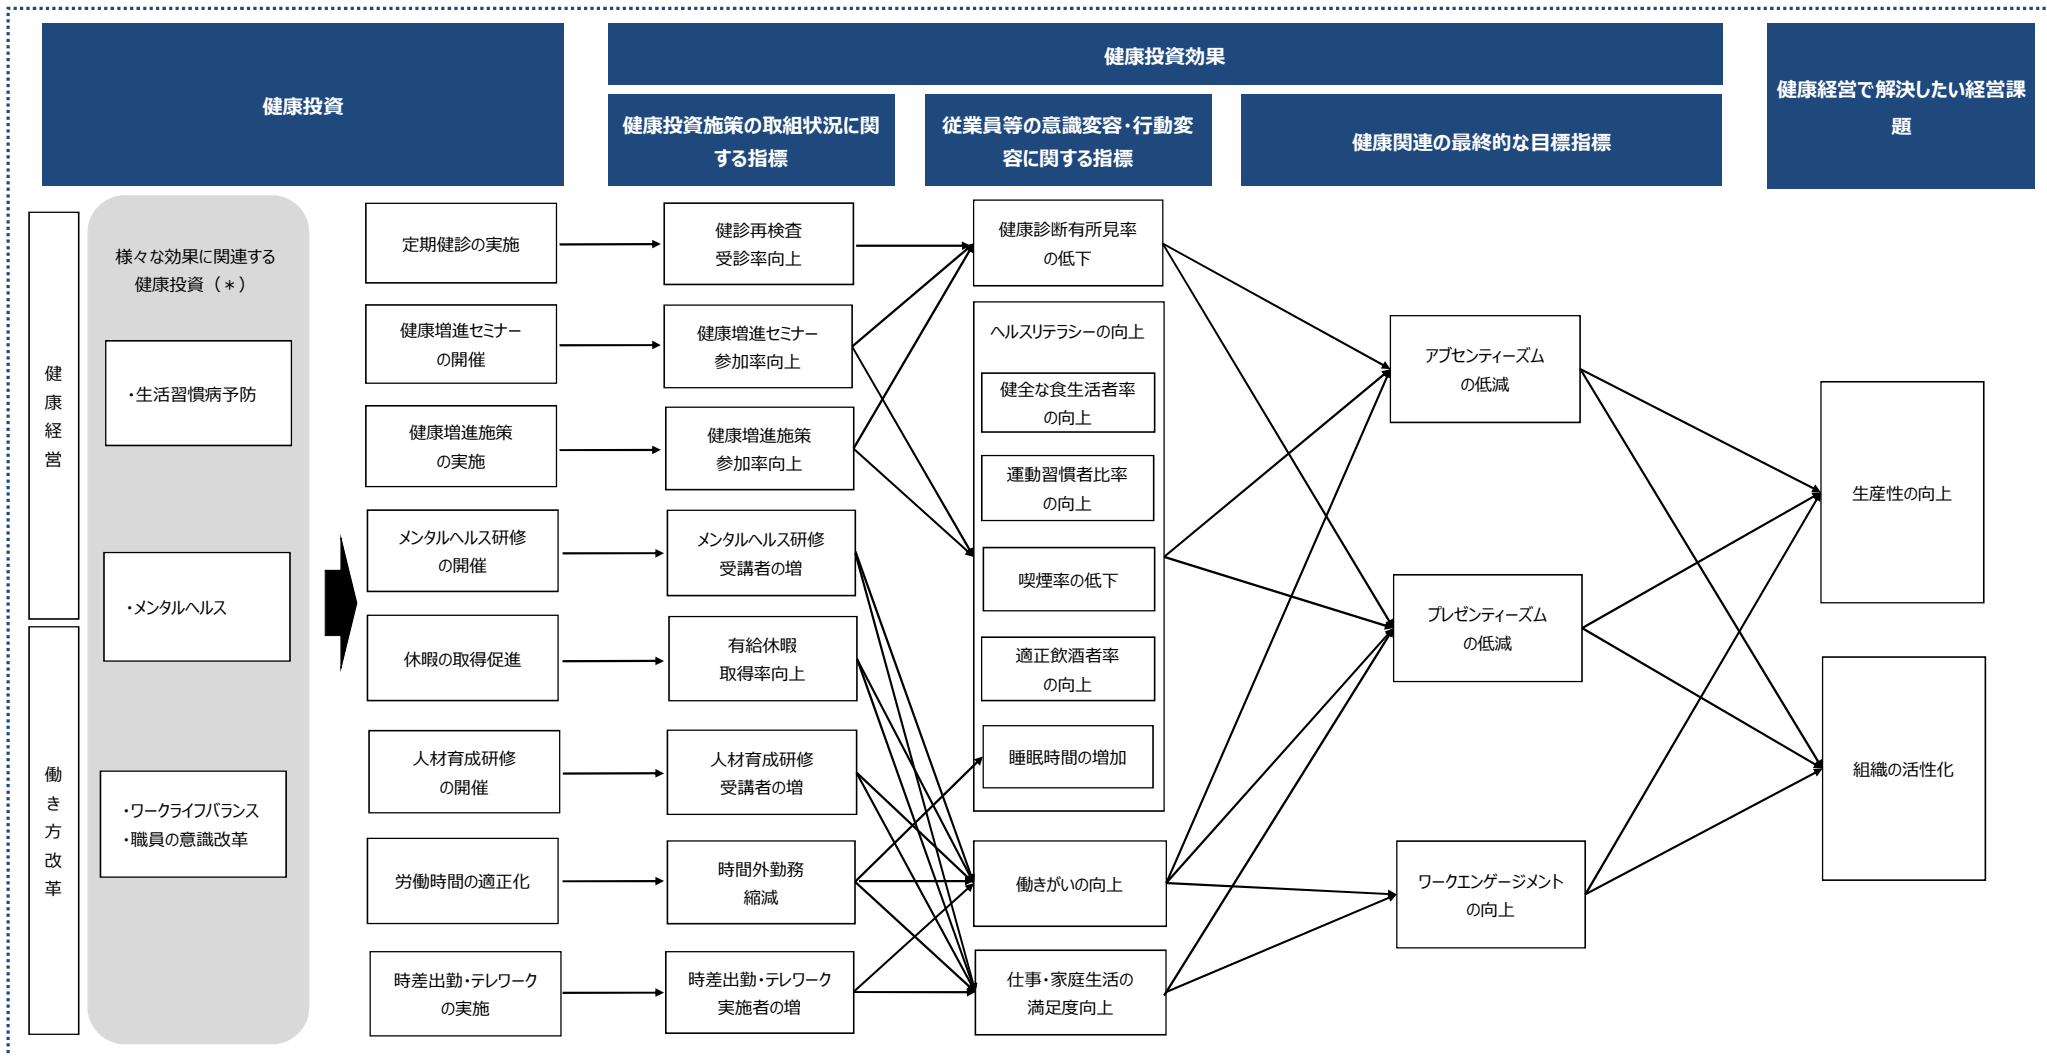 健康投資
健康投資効果
健康経営で解決したい経営課
題
健康投資施策の取組状況に関
する指標
従業員等の意識変容・行動変
容に関する指標
健康関連の最終的な目標指標
健康経営
働き方改革
様々な効果に関連する
健康投資（＊）
・生活習慣病予防
・メンタルヘルス
・ワークライフバランス
・職員の意識改革
定期健診の実施
健康増進セミナー
の開催
健康増進施策
の実施
メンタルヘルス研修
の開催
休暇の取得促進
人材育成研修
の開催
労働時間の適正化
時差出勤・テレワーク
の実施
健診再検査
受診率向上
健康増進セミナー
参加率向上
健康増進施策
参加率向上
メンタルヘルス研修
受講者の増
有給休暇
取得率向上
人材育成研修
受講者の増
時間外勤務
縮減
時差出勤・テレワーク
実施者の増
健康診断有所見率
の低下
ヘルスリテラシーの向上
健全な食生活者率
の向上
運動習慣者比率
の向上
喫煙率の低下
適正飲酒者率
の向上
睡眠時間の増加
働きがいの向上
仕事・家庭生活の
満足度向上
アブセンティーズム
の低減
プレゼンティーズム
の低減
ワークエンゲージメント
の向上
生産性の向上
組織の活性化